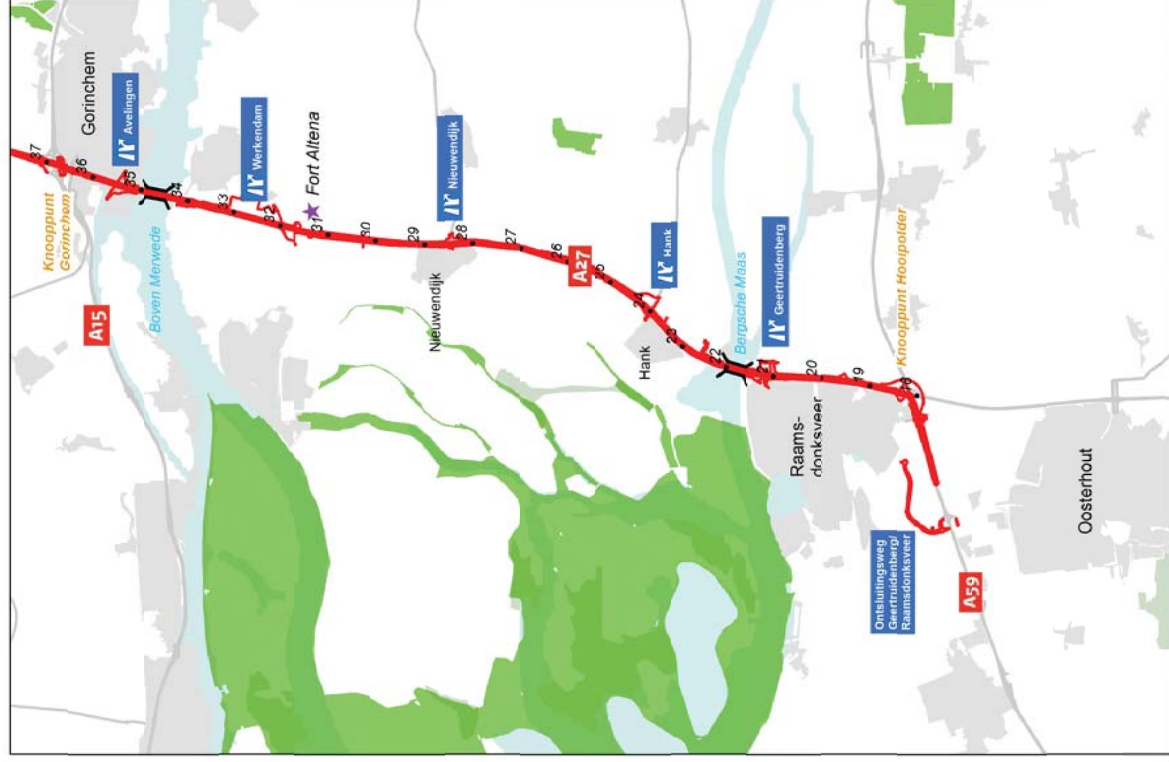 37
Knooppunt
Gorinchem
Gorinchem
36
Avelingen
35
A15
34
Boven Merwede
33
Werkendam
32
Fort Altena
31
30
29
Nieuwendijk
28
Nieuwendijk
27
26
A27
25
24
Hank
23
Hank
22
Bergsche Maas
21
Geertruidenberg
20
19
Knooppunt Hooipolder
18
Raams-
donksveer
Ontsluitingsweg
Geertruidenberg/
Raamsdonksveer
A59
Oosterhout